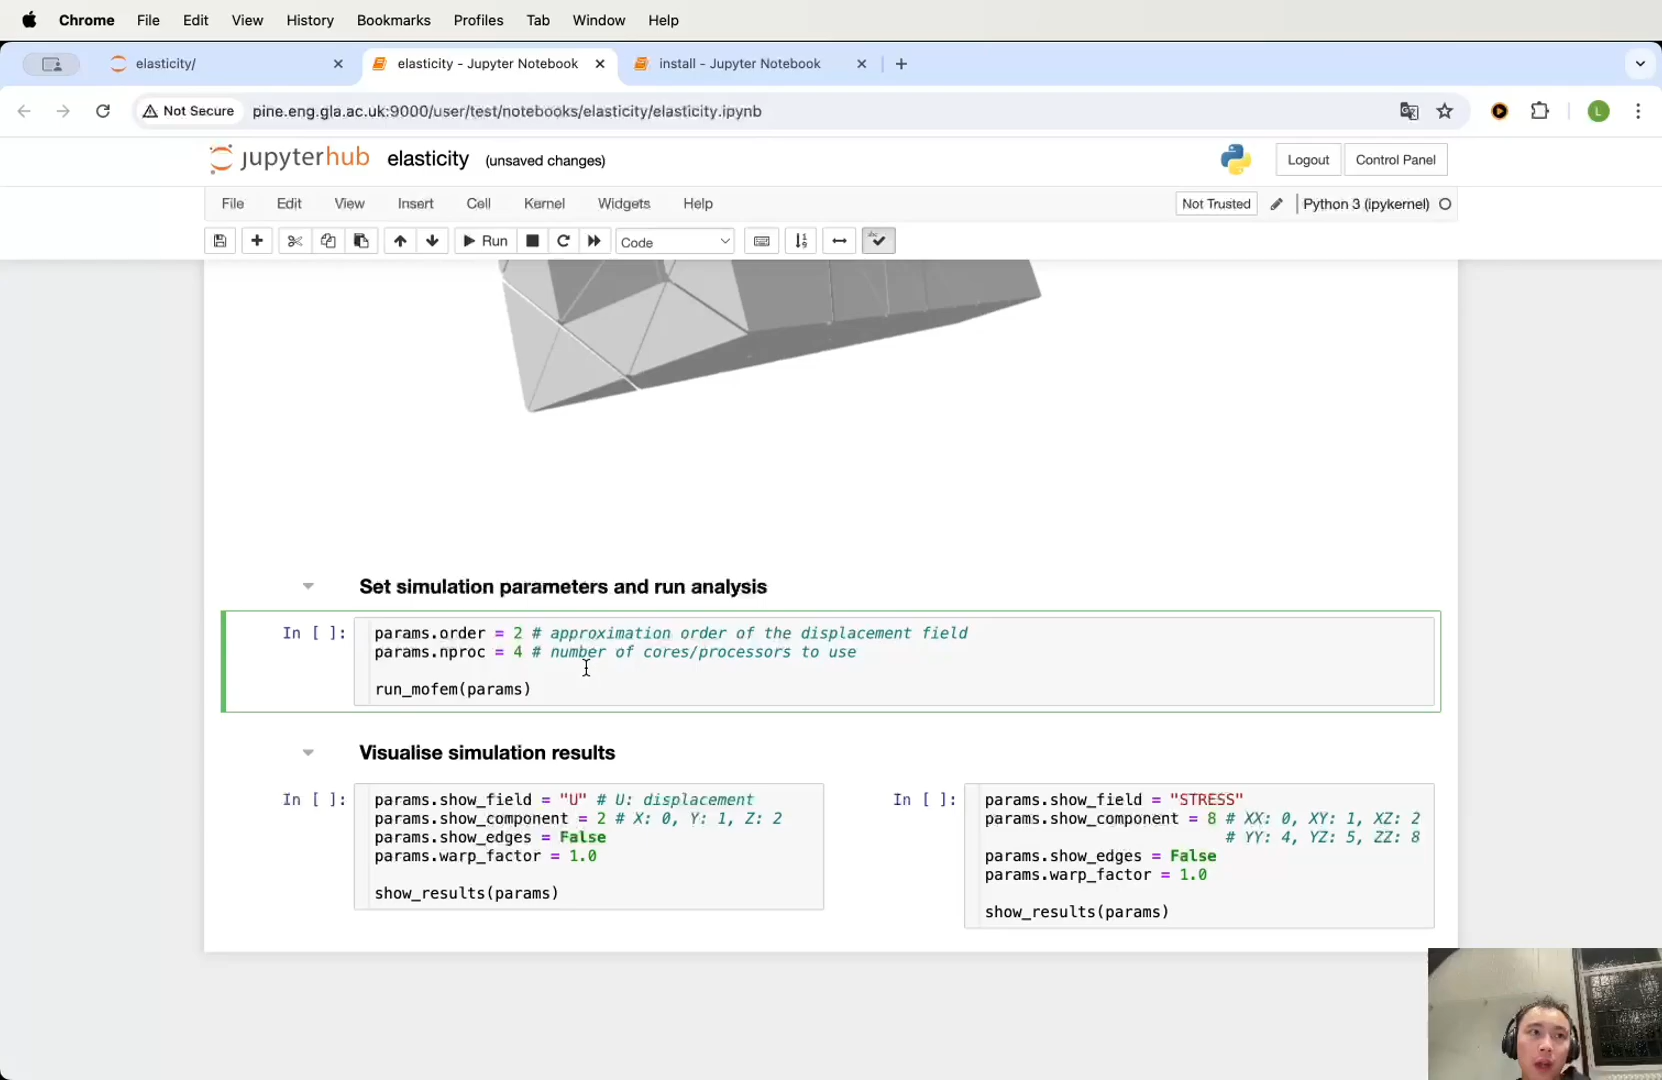 Chrome File Edit View History Bookmarks Profiles Tab Window Help
elasticity/
elasticity - Jupyter Notebook
install - Jupyter Notebook
Not Secure pine.eng.gla.ac.uk:9000/user/test/notebooks/elasticity/elasticity.ipynb L
jupyterhub elasticity (unsaved changes) Logout Control Panel
File Edit View Insert Cell Kernel Widgets Help Not Trusted Python 3 (ipykernel)
Run Code
Set simulation parameters and run analysis
In [ ]: params.order = 2 # approximation order of the displacement field
params.nproc = 4 # number of cores/processors to use
run_mofem(params)
Visualise simulation results
In [ ]: params.show_field = "U" # U: displacement
params.show_component = 2 # X: 0, Y: 1, Z: 2
params.show_edges = False
params.warp_factor = 1.0
show_results(params)
In [ ]: params.show_field = "STRESS"
params.show_component = 8 # XX: 0, XY: 1, XZ: 2
# YY: 4, YZ: 5, ZZ: 8
params.show_edges = False
params.warp_factor = 1.0
show_results(params)